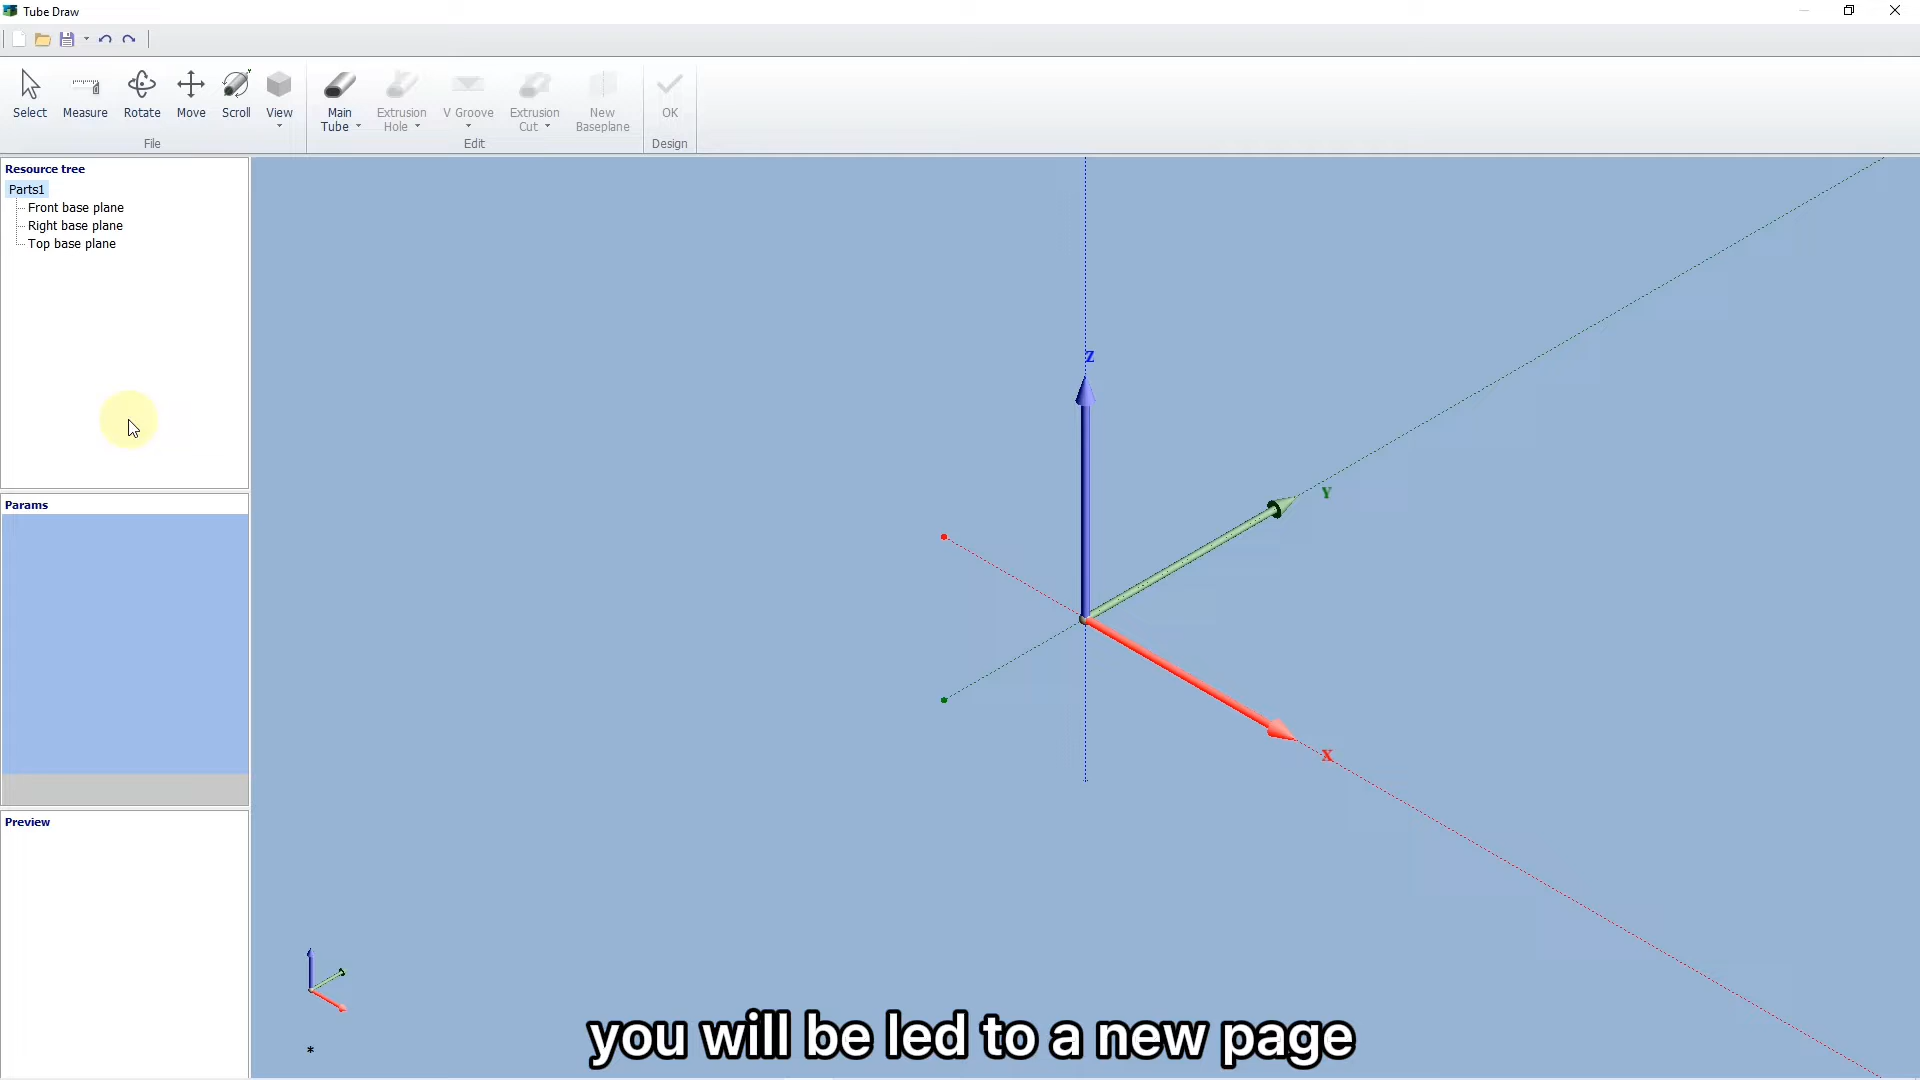 Tube Draw
Select
Measure
Rotate
Move
Scroll
View
Main
Tube
Extrusion
Hole
V Groove
Extrusion
Cut
New
Baseplane
OK
File
Edit
Design
Resource tree
Parts1
Front base plane
Right base plane
Top base plane
Params
Preview
Z
Y
X
*
you will be led to a new page